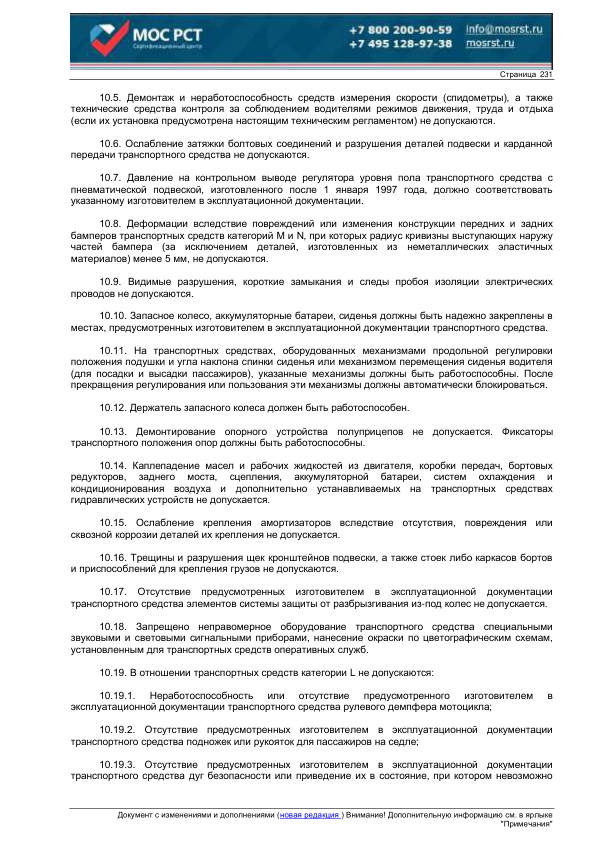 МОС РСТ
Сертификационный центр
+7 800 200-90-59 info@mosrst.ru
+7 495 128-97-38 mosrst.ru
Страница 231
10.5. Демонтаж и неработоспособность средств измерения скорости (спидометры), а также
технические средства контроля за соблюдением водителями режимов движения, труда и отдыха
(если их установка предусмотрена настоящим техническим регламентом) не допускаются.
10.6. Ослабление затяжки болтовых соединений и разрушения деталей подвески и карданной
передачи транспортного средства не допускаются.
10.7. Давление на контрольном выводе регулятора уровня пола транспортного средства с
пневматической подвеской, изготовленного после 1 января 1997 года, должно соответствовать
указанному изготовителем в эксплуатационной документации.
10.8. Деформации вследствие повреждений или изменения конструкции передних и задних
бамперов транспортных средств категорий M и N, при которых радиус кривизны выступающих наружу
частей бампера (за исключением деталей, изготовленных из неметаллических эластичных
материалов) менее 5 мм, не допускаются.
10.9. Видимые разрушения, короткие замыкания и следы пробоя изоляции электрических
проводов не допускаются.
10.10. Запасное колесо, аккумуляторные батареи, сиденья должны быть надежно закреплены в
местах, предусмотренных изготовителем в эксплуатационной документации транспортного средства.
10.11. На транспортных средствах, оборудованных механизмами продольной регулировки
положения подушки и угла наклона спинки сиденья или механизмом перемещения сиденья водителя
(для посадки и высадки пассажиров), указанные механизмы должны быть работоспособны. После
прекращения регулирования или пользования эти механизмы должны автоматически блокироваться.
10.12. Держатель запасного колеса должен быть работоспособен.
10.13. Демонтирование опорного устройства полуприцепов не допускается. Фиксаторы
транспортного положения опор должны быть работоспособны.
10.14. Каплепадение масел и рабочих жидкостей из двигателя, коробки передач, бортовых
редукторов, заднего моста, сцепления, аккумуляторной батареи, систем охлаждения и
кондиционирования воздуха и дополнительно устанавливаемых на транспортных средствах
гидравлических устройств не допускается.
10.15. Ослабление крепления амортизаторов вследствие отсутствия, повреждения или
сквозной коррозии деталей их крепления не допускается.
10.16. Трещины и разрушения щек кронштейнов подвески, а также стоек либо каркасов бортов
и приспособлений для крепления грузов не допускаются.
10.17. Отсутствие предусмотренных изготовителем в эксплуатационной документации
транспортного средства элементов системы защиты от разбрызгивания из-под колес не допускается.
10.18. Запрещено неправомерное оборудование транспортного средства специальными
звуковыми и световыми сигнальными приборами, нанесение окраски по цветографическим схемам,
установленным для транспортных средств оперативных служб.
10.19. В отношении транспортных средств категории L не допускаются:
10.19.1. Неработоспособность или отсутствие предусмотренного изготовителем в
эксплуатационной документации транспортного средства рулевого демпфера мотоцикла;
10.19.2. Отсутствие предусмотренных изготовителем в эксплуатационной документации
транспортного средства подножек или рукояток для пассажиров на седле;
10.19.3. Отсутствие предусмотренных изготовителем в эксплуатационной документации
транспортного средства дуг безопасности или приведение их в состояние, при котором невозможно
Документ с изменениями и дополнениями (новая редакция ) Внимание! Дополнительную информацию см. в ярлыке
"Примечания"